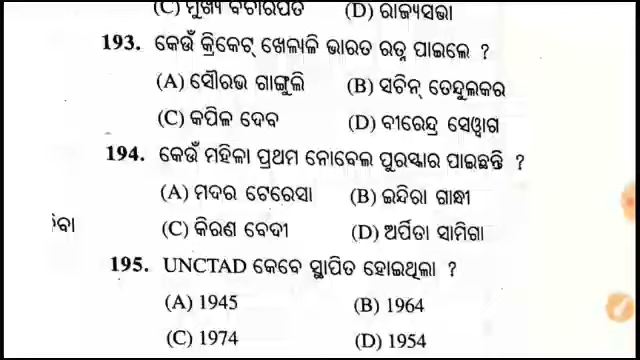 (C) ମୁଖ୍ୟ ବିଚାରପତି (D) ରାଜ୍ୟସଭା
193. କେଉଁ କ୍ରିକେଟ୍ ଖେଳାଳି ଭାରତ ରତ୍ନ ପାଇଲେ ?
(A) ସୌରଭ ଗାଙ୍ଗୁଲି (B) ସଚିନ୍ ତେନ୍ଦୁଲକର
(C) କପିଳ ଦେବ (D) ବୀରେନ୍ଦ୍ର ସେୱାଗ
194. କେଉଁ ମହିଳା ପ୍ରଥମ ନୋବେଲ ପୁରସ୍କାର ପାଇଛନ୍ତି ?
(A) ମଦର ଟେରେସା (B) ଇନ୍ଦିରା ଗାନ୍ଧୀ
(C) କିରଣ ବେଦୀ (D) ଅର୍ପିତା ସାମିଗା
195. UNCTAD କେବେ ସ୍ଥାପିତ ହୋଇଥିଲା ?
(A) 1945 (B) 1964
(C) 1974 (D) 1954